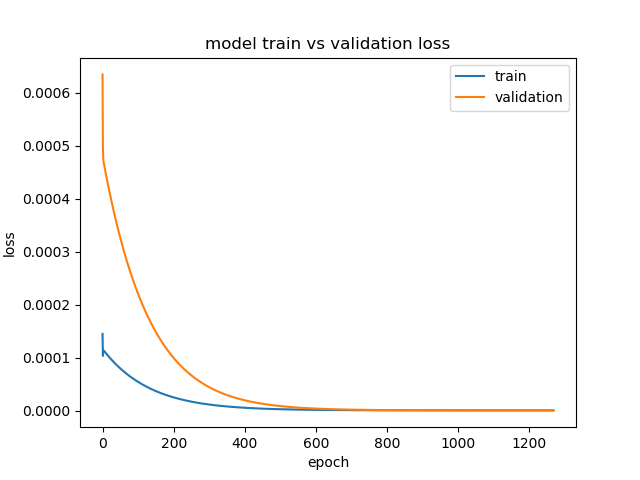 model train vs validation loss
train
validation
0.0006
0.0005
0.0004
0.0003
0.0002
0.0001
0.0000
loss
0 200 400 600 800 1000 1200
epoch